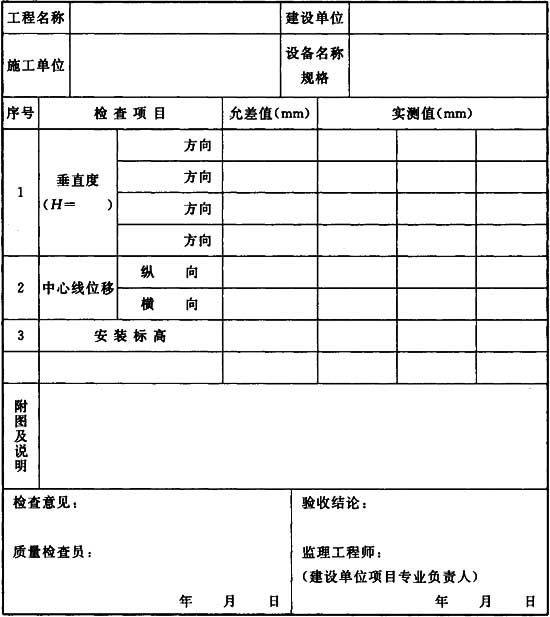 工程名称 建设单位
施工单位 设备名称
规格
序号 检查项目 允差值(mm) 实测值(mm)
1 垂直度
(H= )
方向
方向
方向
方向
2 中心线位移 纵 向
横 向
3 安装标高
附图及说明
检查意见: 验收结论:
质量检查员: 监理工程师:
(建设单位项目专业负责人)
年 月 日 年 月 日